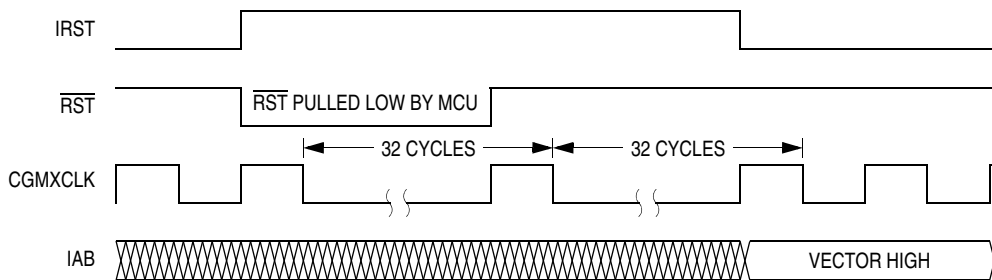 IRST
RST
RST PULLED LOW BY MCU
32 CYCLES
32 CYCLES
CGMXCLK
IAB
VECTOR HIGH